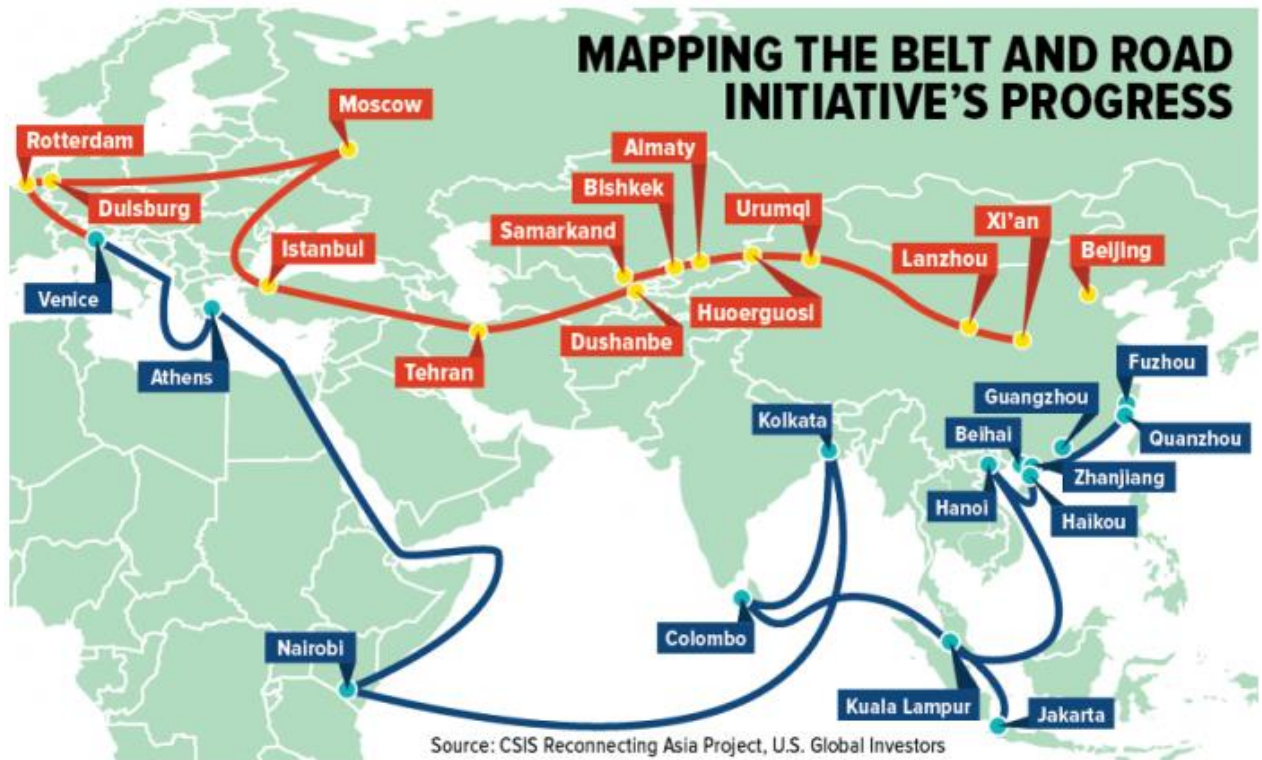 MAPPING THE BELT AND ROAD
INITIATIVE'S PROGRESS
Moscow
Rotterdam
Almaty
Bishkek
Duisburg
Urumqi
Samarkand
Xi'an
Istanbul
Lanzhou
Beijing
Venice
Huoerguosi
Dushanbe
Tehran
Athens
Fuzhou
Guangzhou
Kolkata
Beihai
Quanzhou
Zhanjiang
Hanoi
Haikou
Colombo
Nairobi
Kuala Lampur
Jakarta
Source: CSIS Reconnecting Asia Project, U.S. Global Investors